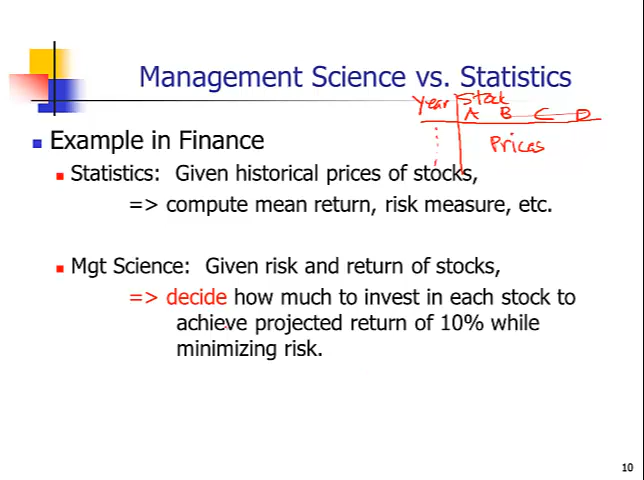 Management Science vs. Statistics
Year Stock
A B C D
Prices
Example in Finance
Statistics: Given historical prices of stocks,
=> compute mean return, risk measure, etc.
Mgt Science: Given risk and return of stocks,
=> decide how much to invest in each stock to
achieve projected return of 10% while
minimizing risk.
10